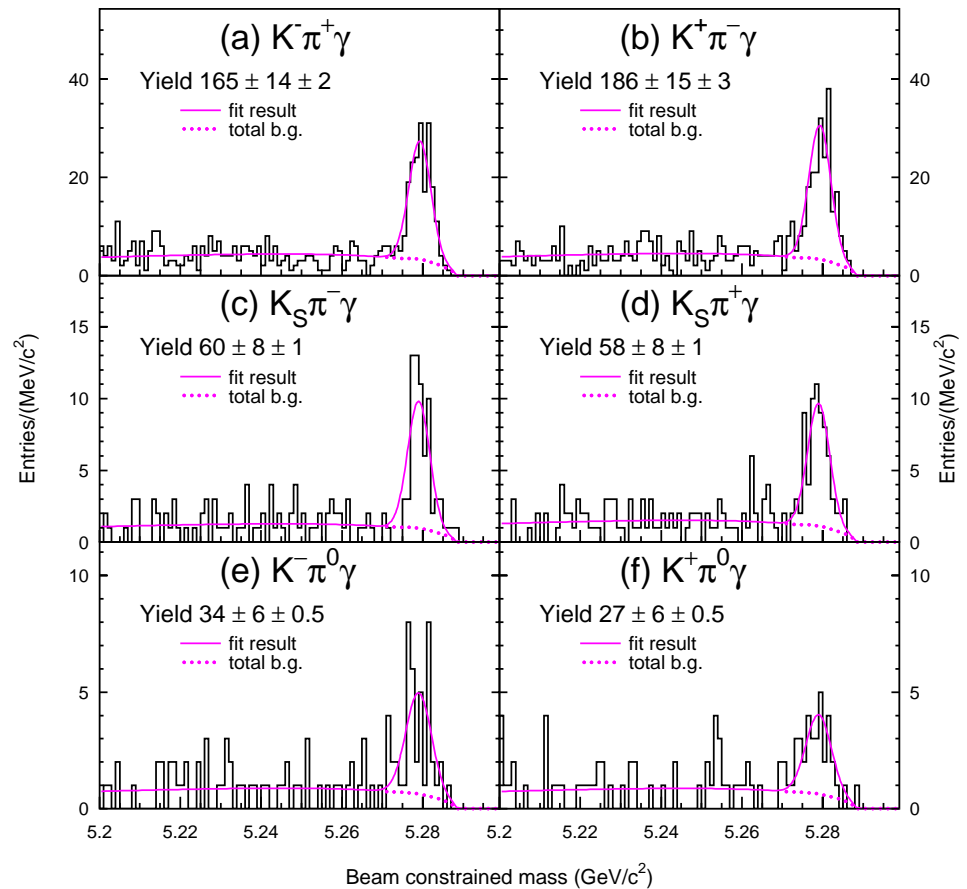 (a) K⁻π⁺γ
Yield 165 ± 14 ± 2
fit result
total b.g.
(b) K⁺π⁻γ
Yield 186 ± 15 ± 3
fit result
total b.g.
(c) K_Sπ⁻γ
Yield 60 ± 8 ± 1
fit result
total b.g.
(d) K_Sπ⁺γ
Yield 58 ± 8 ± 1
fit result
total b.g.
(e) K⁻π⁰γ
Yield 34 ± 6 ± 0.5
fit result
total b.g.
(f) K⁺π⁰γ
Yield 27 ± 6 ± 0.5
fit result
total b.g.
40
20
0
15
10
5
0
10
5
0
40
20
0
15
10
5
0
10
5
0
Entries/(MeV/c²)
Entries/(MeV/c²)
5.2 5.22 5.24 5.26 5.28 5.2 5.22 5.24 5.26 5.28
Beam constrained mass (GeV/c²)